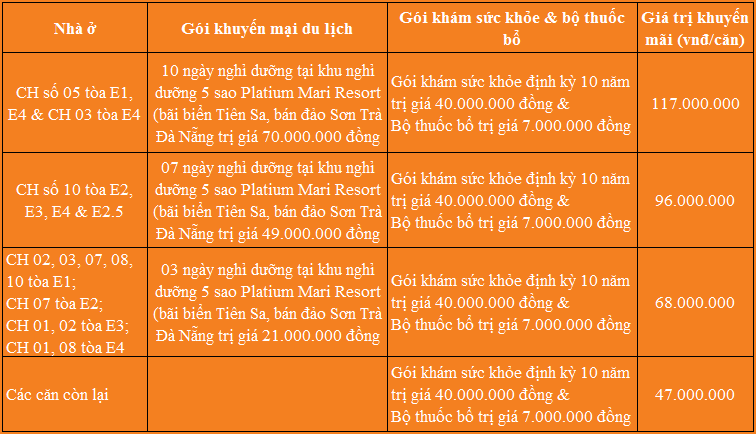 Nhà ở
Gói khuyến mại du lịch
Gói khám sức khỏe & bộ thuốc
bổ
Giá trị khuyến
mãi (vnđ/căn)
CH số 05 tòa E1,
E4 & CH 03 tòa E4
10 ngày nghỉ dưỡng tại khu nghỉ
dưỡng 5 sao Platium Mari Resort
(bãi biển Tiên Sa, bán đảo Sơn Trà
Đà Nẵng trị giá 70.000.000 đồng
Gói khám sức khỏe định kỳ 10 năm
trị giá 40.000.000 đồng &
Bộ thuốc bổ trị giá 7.000.000 đồng
117.000.000
CH số 10 tòa E2,
E3, E4 & E2.5
07 ngày nghỉ dưỡng tại khu nghỉ
dưỡng 5 sao Platium Mari Resort
(bãi biển Tiên Sa, bán đảo Sơn Trà
Đà Nẵng trị giá 49.000.000 đồng
Gói khám sức khỏe định kỳ 10 năm
trị giá 40.000.000 đồng &
Bộ thuốc bổ trị giá 7.000.000 đồng
96.000.000
CH 02, 03, 07, 08,
10 tòa E1;
CH 07 tòa E2;
CH 01, 02 tòa E3;
CH 01, 08 tòa E4
03 ngày nghỉ dưỡng tại khu nghỉ
dưỡng 5 sao Platium Mari Resort
(bãi biển Tiên Sa, bán đảo Sơn Trà
Đà Nẵng trị giá 21.000.000 đồng
Gói khám sức khỏe định kỳ 10 năm
trị giá 40.000.000 đồng &
Bộ thuốc bổ trị giá 7.000.000 đồng
68.000.000
Các căn còn lại
Gói khám sức khỏe định kỳ 10 năm
trị giá 40.000.000 đồng &
Bộ thuốc bổ trị giá 7.000.000 đồng
47.000.000